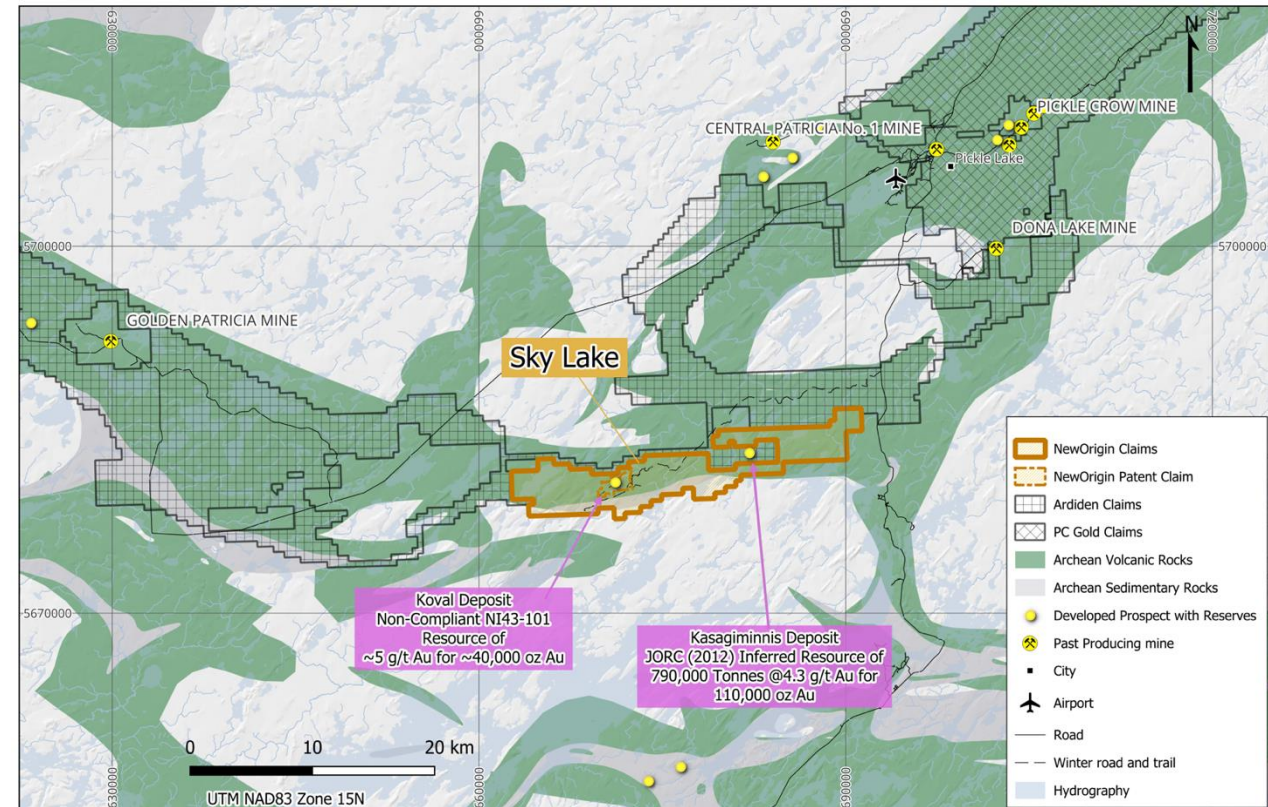 630000
660000
690000
720000
N
PICKLE CROW MINE
CENTRAL PATRICIA No. 1 MINE
Pickle Lake
5700000
5700000
DONA LAKE MINE
GOLDEN PATRICIA MINE
Sky Lake
5670000
Koval Deposit
Non-Compliant NI43-101
Resource of
~5 g/t Au for ~40,000 oz Au
Kasagiminnis Deposit
JORC (2012) Inferred Resource of
790,000 Tonnes @4.3 g/t Au for
110,000 oz Au
NewOrigin Claims
NewOrigin Patent Claim
Ardiden Claims
PC Gold Claims
Archean Volcanic Rocks
Archean Sedimentary Rocks
Developed Prospect with Reserves
Past Producing mine
City
Airport
Road
Winter road and trail
Hydrography
0 10 20 km
UTM NAD83 Zone 15N
630000
660000
690000